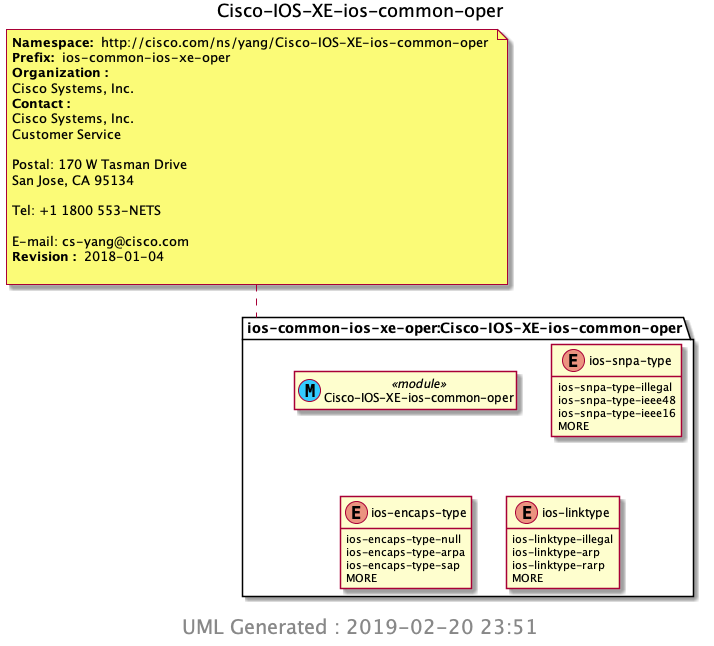 Cisco-IOS-XE-ios-common-oper
Namespace: http://cisco.com/ns/yang/Cisco-IOS-XE-ios-common-oper
Prefix: ios-common-ios-xe-oper
Organization :
Cisco Systems, Inc.
Contact :
Cisco Systems, Inc.
Customer Service
Postal: 170 W Tasman Drive
San Jose, CA 95134
Tel: +1 1800 553-NETS
E-mail: cs-yang@cisco.com
Revision : 2018-01-04
ios-common-ios-xe-oper:Cisco-IOS-XE-ios-common-oper
M
«module»
Cisco-IOS-XE-ios-common-oper
E ios-snpa-type
ios-snpa-type-illegal
ios-snpa-type-ieee48
ios-snpa-type-ieee16
MORE
E ios-encaps-type
ios-encaps-type-null
ios-encaps-type-arpa
ios-encaps-type-sap
MORE
E ios-linktype
ios-linktype-illegal
ios-linktype-arp
ios-linktype-rarp
MORE
UML Generated : 2019-02-20 23:51